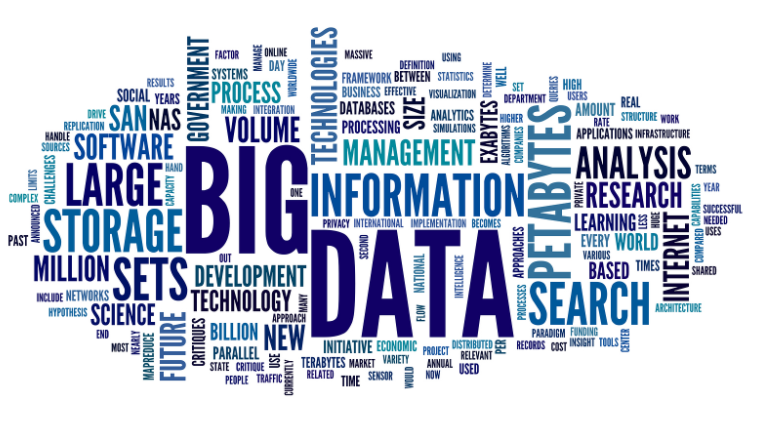 GOVERNMENT
FACTOR
MANAGE
ONLINE
DAY
WORLDWIDE
TECHNOLOGIES
MASSIVE
DEFINITION
USING
SYSTEMS
FRAMEWORK
BETWEEN
STATISTICS
DETERMINE
WELL
RESULTS
SOCIAL
YEARS
PROCESS
BUSINESS
EFFECTIVE
VISUALIZATION
SET
QUERIES
HIGH
DEPARTMENT
USERS
DRIVE
SAN
NAS
MAKING
INTEGRATION
DATABASES
SIZE
ANALYTICS
EXABYTES
HIGHER
PETABYTES
AMOUNT
REAL
REPLICATION
VOLUME
PROCESSING
SIMULATIONS
ALGORITHMS
COMPANIES
RATE
STRUCTURE
WORK
HANDLE
SOURCES
SOFTWARE
MANAGEMENT
APPLICATIONS
INFRASTRUCTURE
LIMITS
CHALLENGES
LARGE
HAND
CAPACITY
BIG
ONE
INFORMATION
ANALYSIS
TERMS
COMPLEX
ANNOUNCED
PRIVATE
RESEARCH
CAPABILITIES
YEAR
STORAGE
PRIVACY
INTERNATIONAL
IMPLEMENTATION
BECOMES
LEARNING
LESS
HUGE
INTERNET
SUCCESSFUL
NEEDED
COMPARED
USES
PAST
DATA
SECOND
APPROACHES
EVERY
WORLD
VARIOUS
MILLION
SETS
OUT
DEVELOPMENT
NATIONAL
INTELLIGENCE
BASED
TIMES
SHARED
INCLUDE
NETWORKS
TECHNOLOGY
MANY
FLOW
PROCESSES
SEARCH
ARCHITECTURE
HYPOTHESIS
SCIENCE
FUTURE
CRITIQUES
APPROACH
BILLION
NEW
PARADIGM
FUNDING
END
NEARLY
MOST
MAPREDUCE
PARALLEL
USE
INITIATIVE
ECONOMIC
PROJECT
DISTRIBUTED
PER
RECORDS
COST
INSIGHT
TOOLS
CENTER
STATE
CRITIQUE
TERABYTES
MARKET
VARIETY
RELEVANT
PEOPLE
TRAFFIC
CURRENTLY
RELATED
TIME
SENSOR
WOULD
ANNUAL
NOW
USED